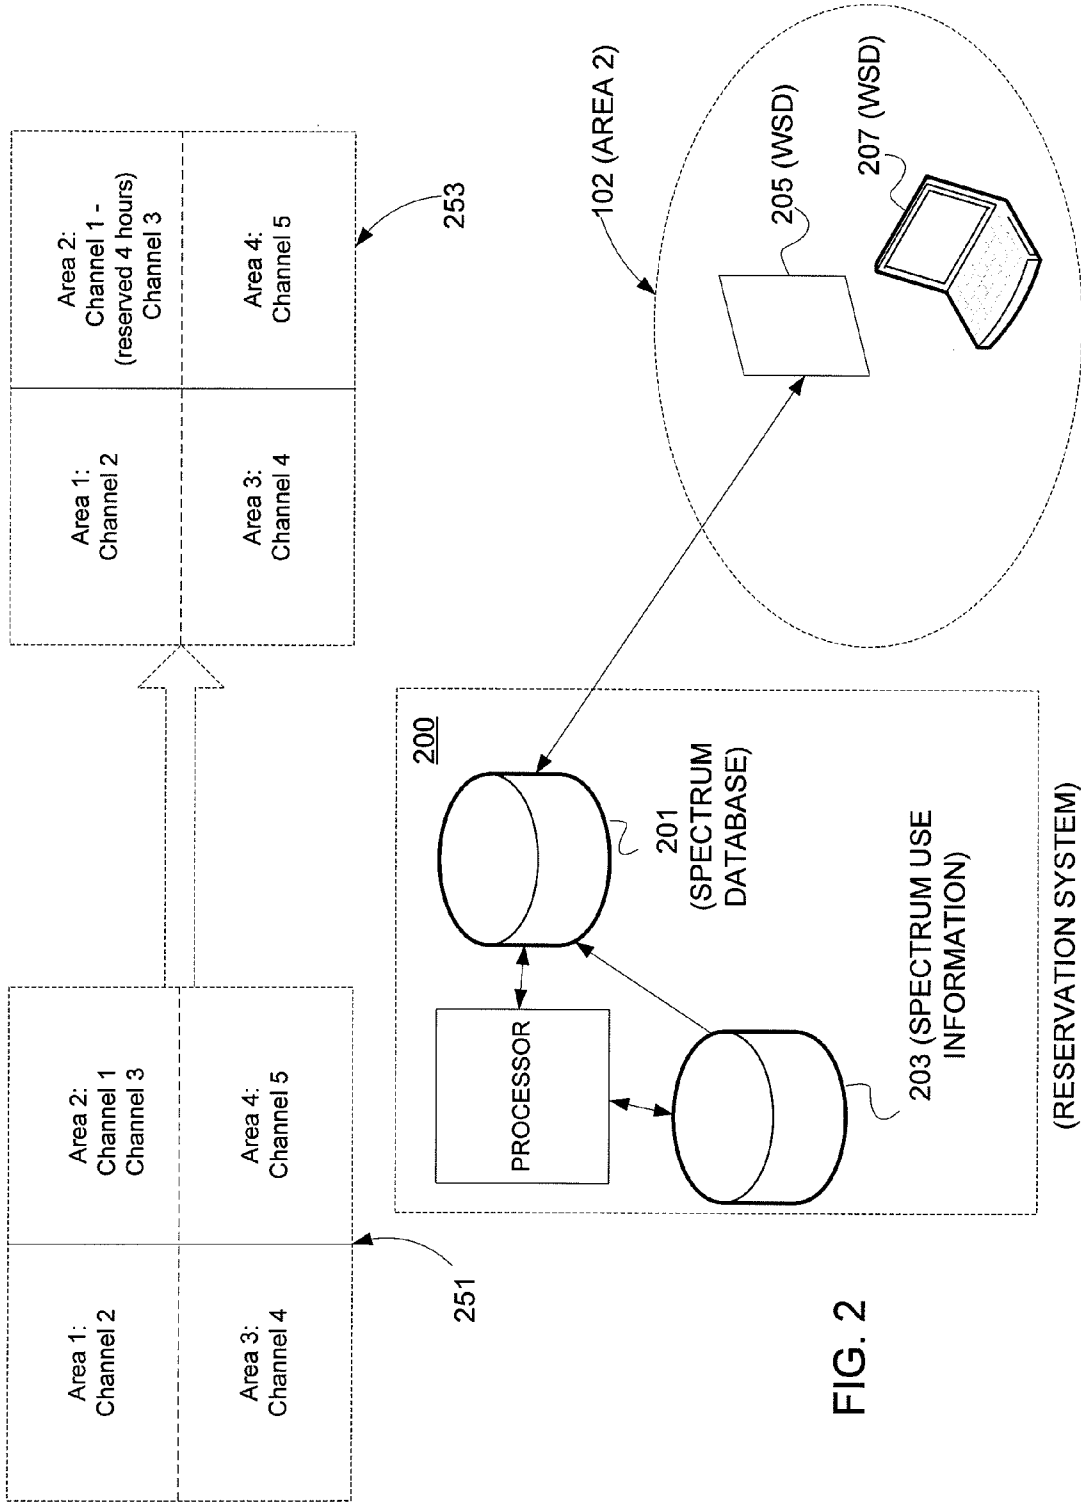 Area 1:
Channel 2
Area 2:
Channel 1
Channel 3
Area 3:
Channel 4
Area 4:
Channel 5
251
Area 1:
Channel 2
Area 2:
Channel 1 -
(reserved 4 hours)
Channel 3
Area 3:
Channel 4
Area 4:
Channel 5
253
200
PROCESSOR
201
(SPECTRUM
DATABASE)
203 (SPECTRUM USE
INFORMATION)
(RESERVATION SYSTEM)
102 (AREA 2)
205 (WSD)
207 (WSD)
FIG. 2